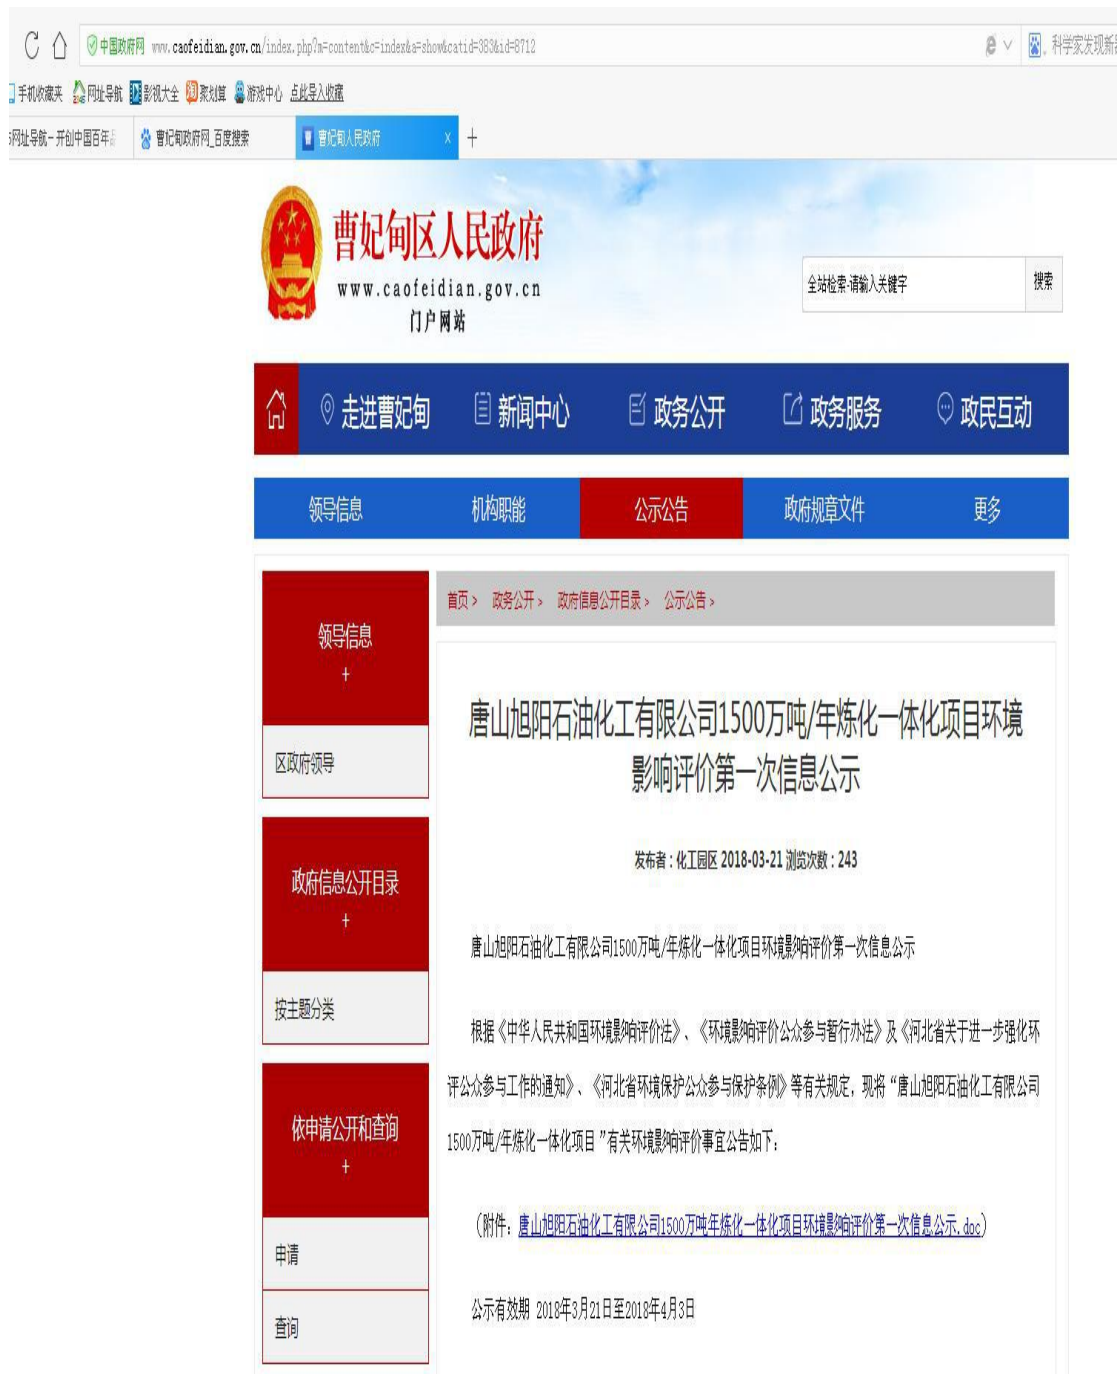 中国政府网 www.caofeidian.gov.cn/index.php?m=content&c=index&a=show&catid=383&id=8712
科学家发现新
手机收藏夹 网址导航 影视大全 聚划算 游戏中心 点此导入收藏
网址导航-开创中国百年
曹妃甸政府网_百度搜索
曹妃甸人民政府 x +
曹妃甸区人民政府
www.caofeidian.gov.cn
门户网站
全站检索-请输入关键字 搜索
走进曹妃甸 新闻中心 政务公开 政务服务 政民互动
领导信息 机构职能 公示公告 政府规章文件 更多
领导信息
+
区政府领导
政府信息公开目录
+
按主题分类
依申请公开和查询
+
申请
查询
首页> 政务公开> 政府信息公开目录> 公示公告>
唐山旭阳石油化工有限公司1500万吨/年炼化一体化项目环境
影响评价第一次信息公示
发布者:化工园区 2018-03-21 浏览次数:243
唐山旭阳石油化工有限公司1500万吨/年炼化一体化项目环境影响评价第一次信息公示
根据《中华人民共和国环境影响评价法》、《环境影响评价公众参与暂行办法》及《河北省关于进一步强化环
评公众参与工作的通知》、《河北省环境保护公众参与保护条例》等有关规定,现将“唐山旭阳石油化工有限公司
1500万吨/年炼化一体化项目”有关环境影响评价事宜公告如下:
(附件:唐山旭阳石油化工有限公司1500万吨年炼化一体化项目环境影响评价第一次信息公示.doc)
公示有效期 2018年3月21日至2018年4月3日